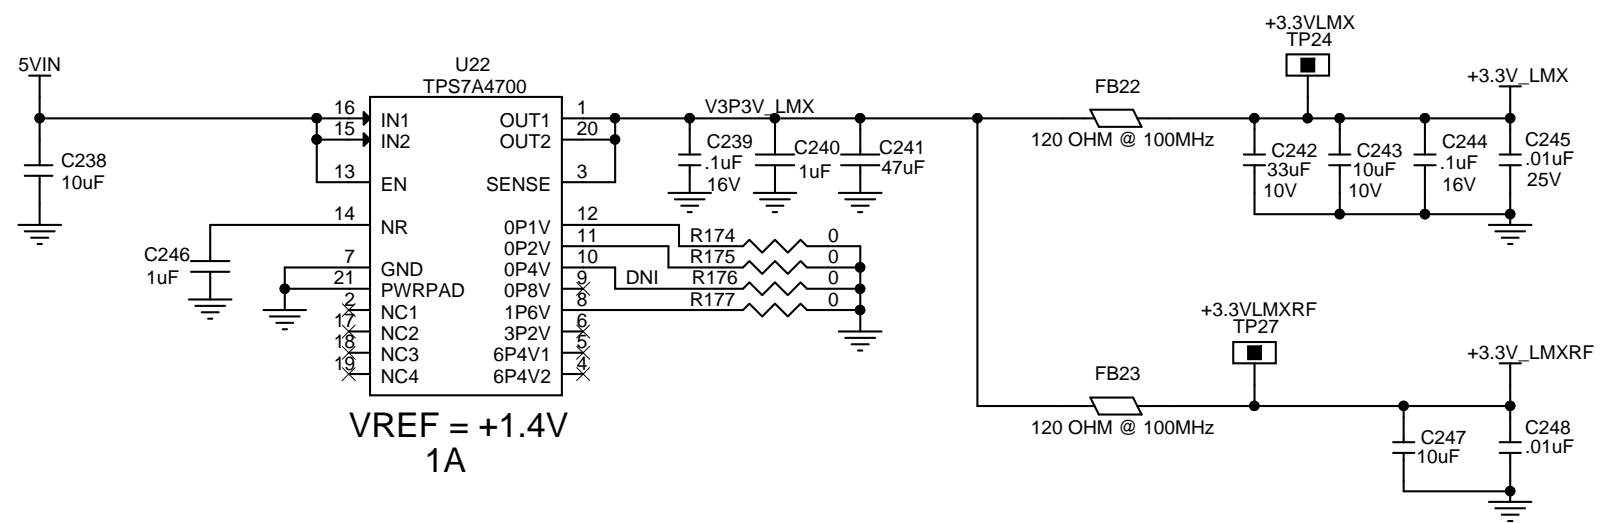 5VIN
C238
10uF
C246
1uF
U22
TPS7A4700
16
15
13
14
7
21
2
17
18
19
IN1
IN2
EN
NR
GND
PWRPAD
NC1
NC2
NC3
NC4
OUT1
OUT2
SENSE
0P1V
0P2V
0P4V
0P8V
1P6V
3P2V
6P4V1
6P4V2
1
20
3
12
11
10
9
8
6
5
4
VREF = +1.4V
1A
V3P3V_LMX
C239
.1uF
16V
C240
1uF
C241
47uF
R174 0
R175 0
DNI R176 0
R177 0
FB22
120 OHM @ 100MHz
+3.3VLMX
TP24
+3.3V_LMX
C242
33uF
10V
C243
10uF
10V
C244
.1uF
16V
C245
.01uF
25V
FB23
120 OHM @ 100MHz
+3.3VLMXRF
TP27
+3.3V_LMXRF
C247
10uF
C248
.01uF